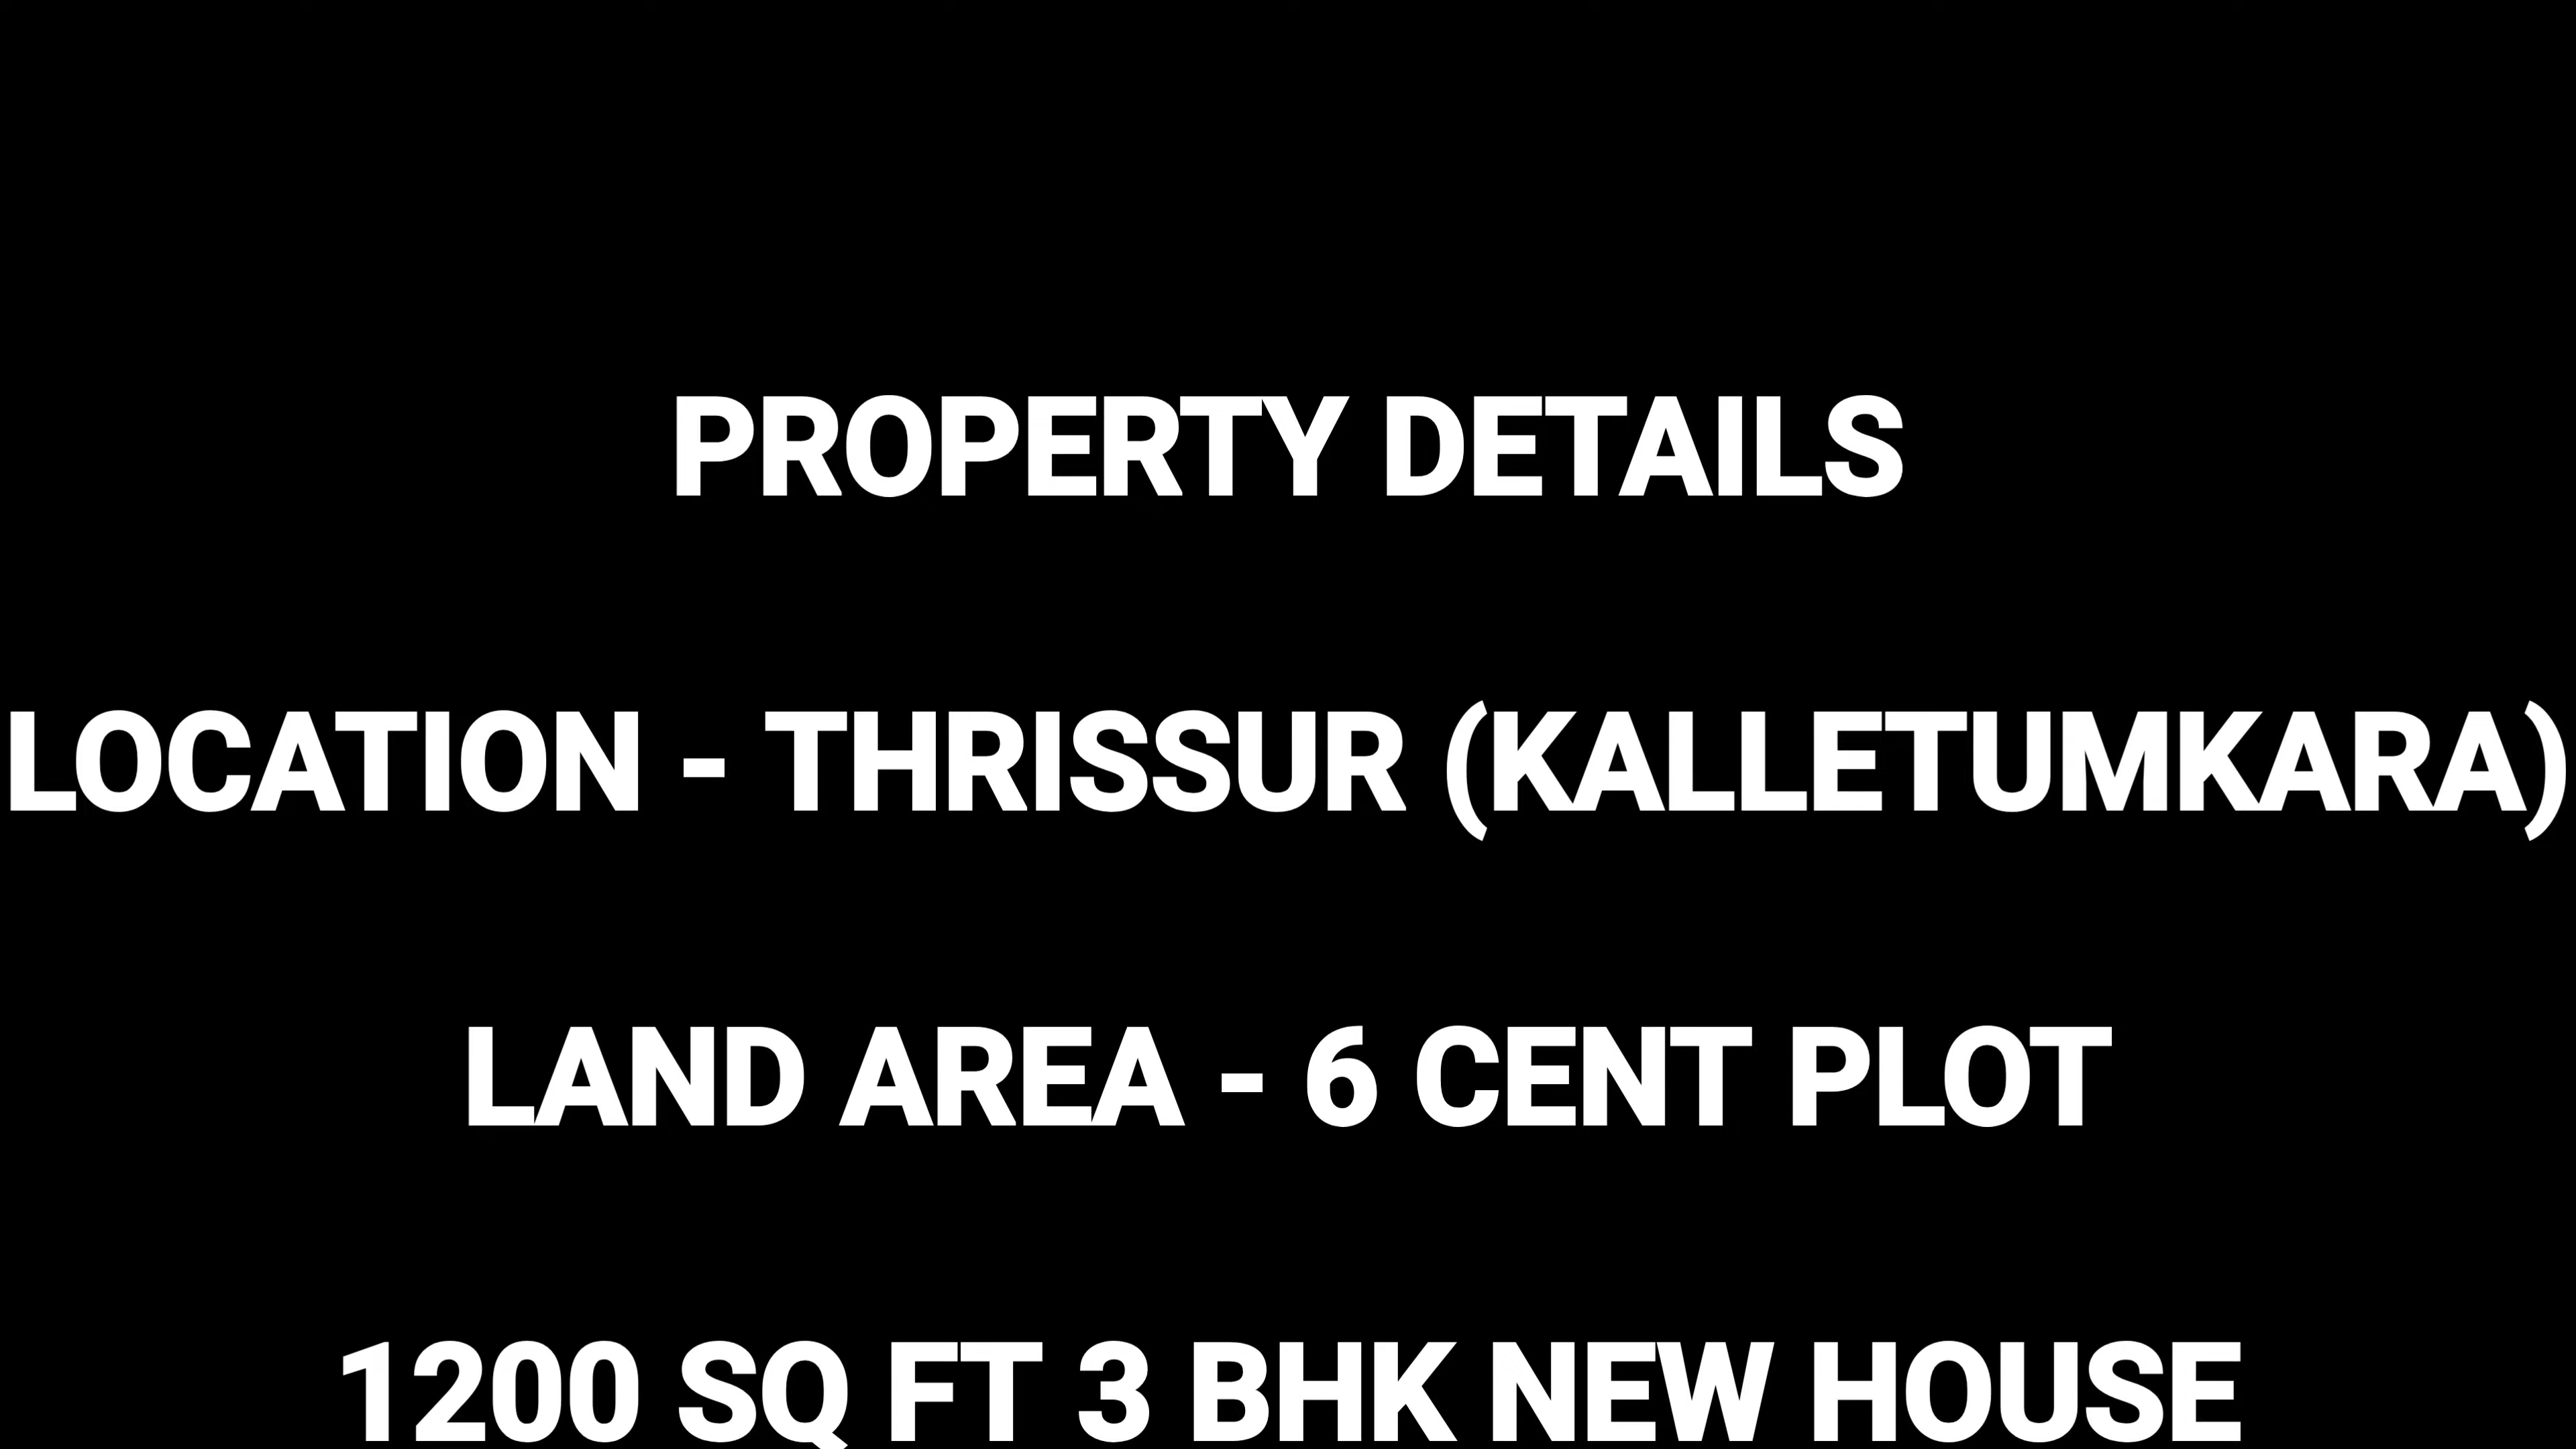 PROPERTY DETAILS
LOCATION - THRISSUR (KALLETUMKARA)
LAND AREA - 6 CENT PLOT
1200 SQ FT 3 BHK NEW HOUSE